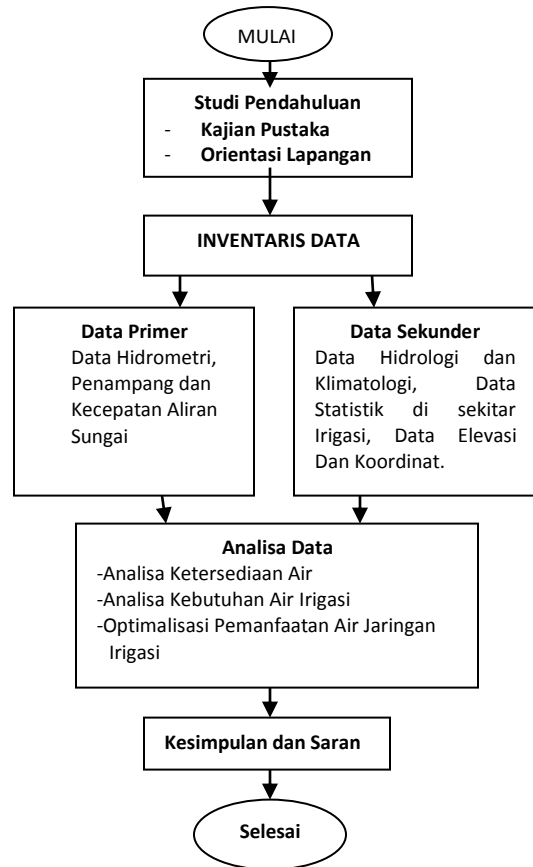 MULAI
Studi Pendahuluan
- Kajian Pustaka
- Orientasi Lapangan
INVENTARIS DATA
Data Primer
Data Hidrometri,
Penampang dan
Kecepatan Aliran
Sungai
Data Sekunder
Data Hidrologi dan
Klimatologi, Data
Statistik di sekitar
Irigasi, Data Elevasi
Dan Koordinat.
Analisa Data
-Analisa Ketersediaan Air
-Analisa Kebutuhan Air Irigasi
-Optimalisasi Pemanfaatan Air Jaringan
Irigasi
Kesimpulan dan Saran
Selesai